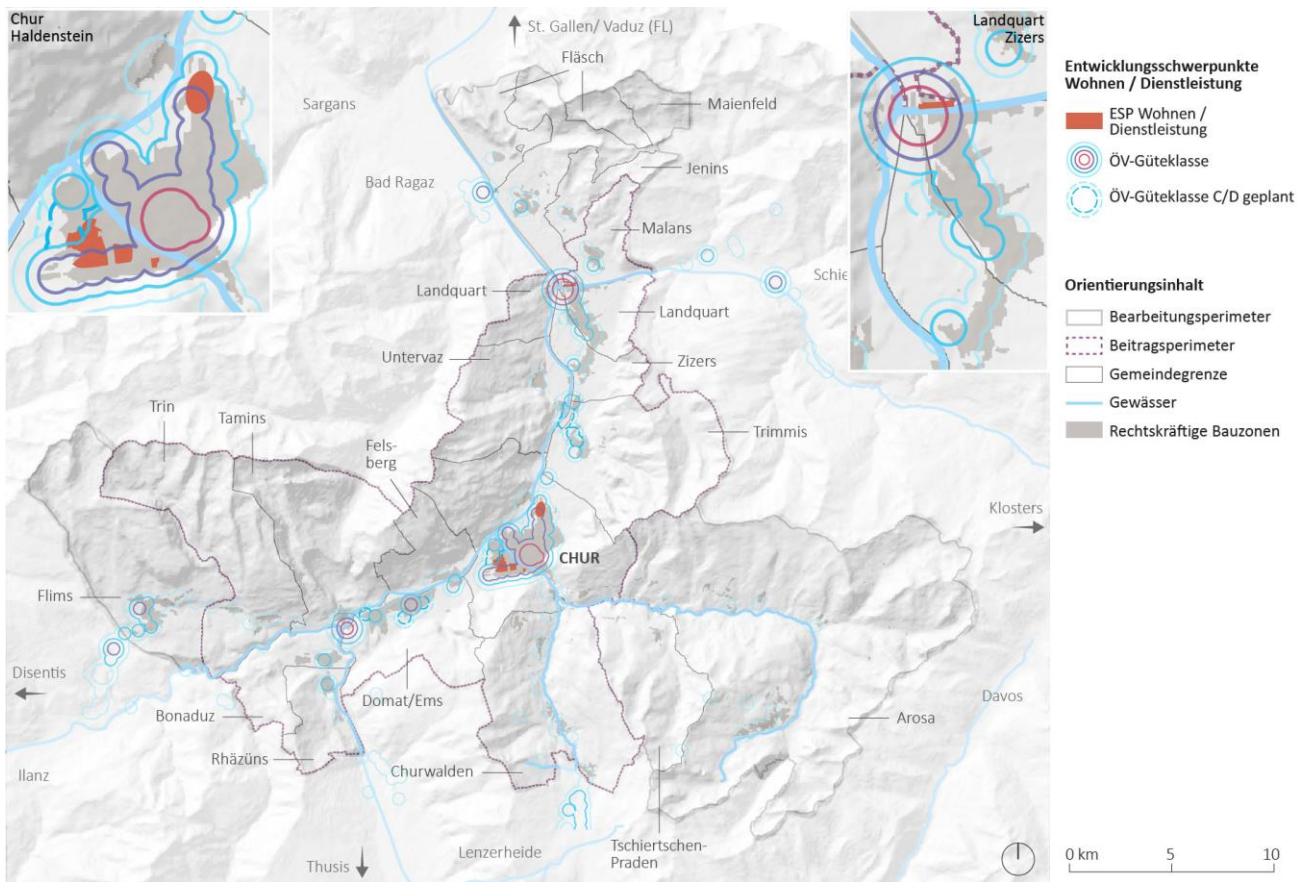 Chur
Haldenstein
St. Gallen/ Vaduz (FL)
Fläsch
Sargans
Maienfeld
Jenins
Bad Ragaz
Malans
Schie
Landquart
Landquart
Untervaz
Zizers
Trin
Tamins
Fels-
berg
Trimmis
Klosters
CHUR
Flims
Disentis
Domat/Ems
Bonaduz
Davos
Arosa
Rhäzüns
Churwalden
Ilanz
Tschiertschen-
Praden
Lenzerheide
Thusis
Landquart
Zizers
Entwicklungsschwerpunkte
Wohnen / Dienstleistung
ESP Wohnen /
Dienstleistung
ÖV-Güteklasse
ÖV-Güteklasse C/D geplant
Orientierungsinhalt
Bearbeitungsperimeter
Beitragsperimeter
Gemeindegrenze
Gewässer
Rechtskräftige Bauzonen
0 km 5 10